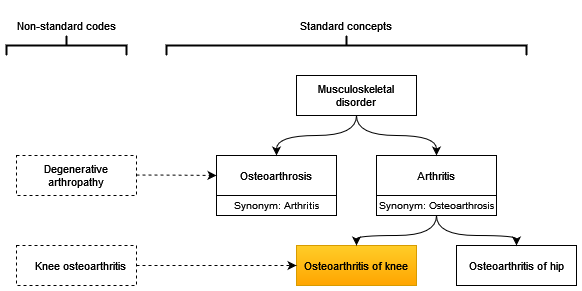 Non-standard codes
Standard concepts
Musculoskeletal
disorder
Degenerative
arthropathy
Osteoarthrosis
Synonym: Arthritis
Arthritis
Synonym: Osteoarthrosis
Knee osteoarthritis
Osteoarthritis of knee
Osteoarthritis of hip